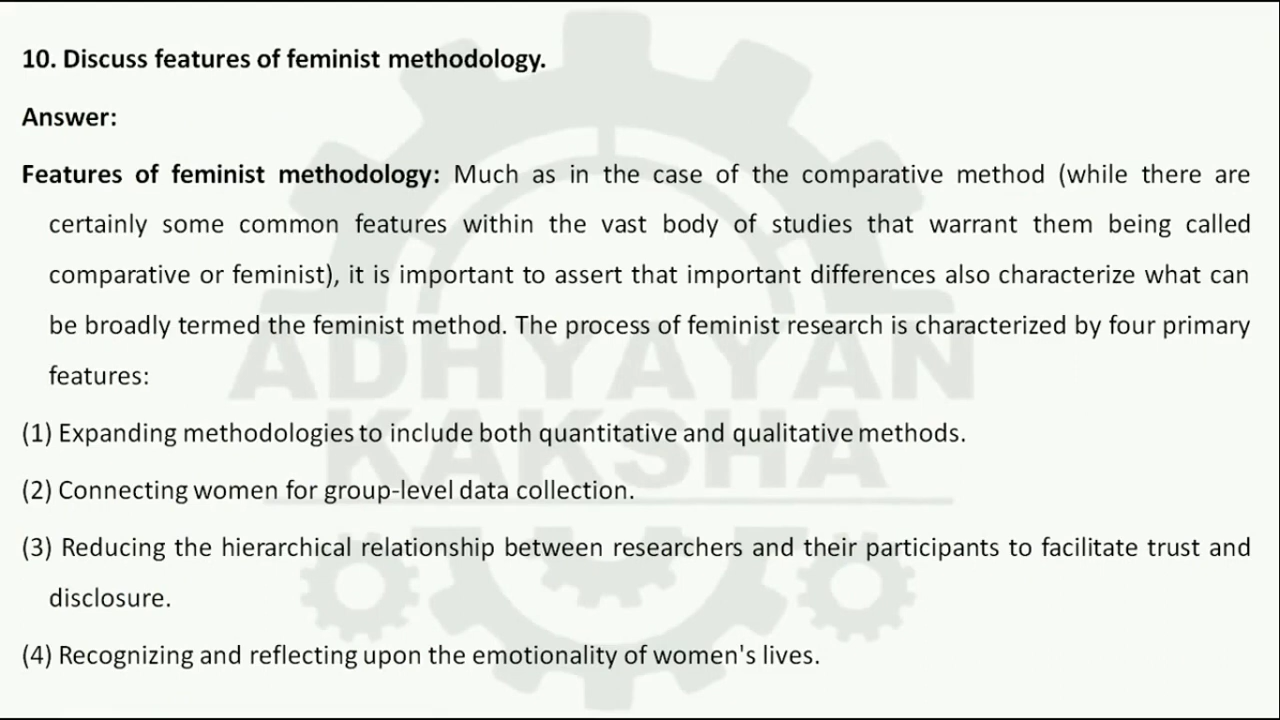 10. Discuss features of feminist methodology.
Answer:
Features of feminist methodology: Much as in the case of the comparative method (while there are
certainly some common features within the vast body of studies that warrant them being called
comparative or feminist), it is important to assert that important differences also characterize what can
be broadly termed the feminist method. The process of feminist research is characterized by four primary
features:
(1) Expanding methodologies to include both quantitative and qualitative methods.
(2) Connecting women for group-level data collection.
(3) Reducing the hierarchical relationship between researchers and their participants to facilitate trust and
disclosure.
(4) Recognizing and reflecting upon the emotionality of women's lives.
ADHYAYAN
KAKSHA